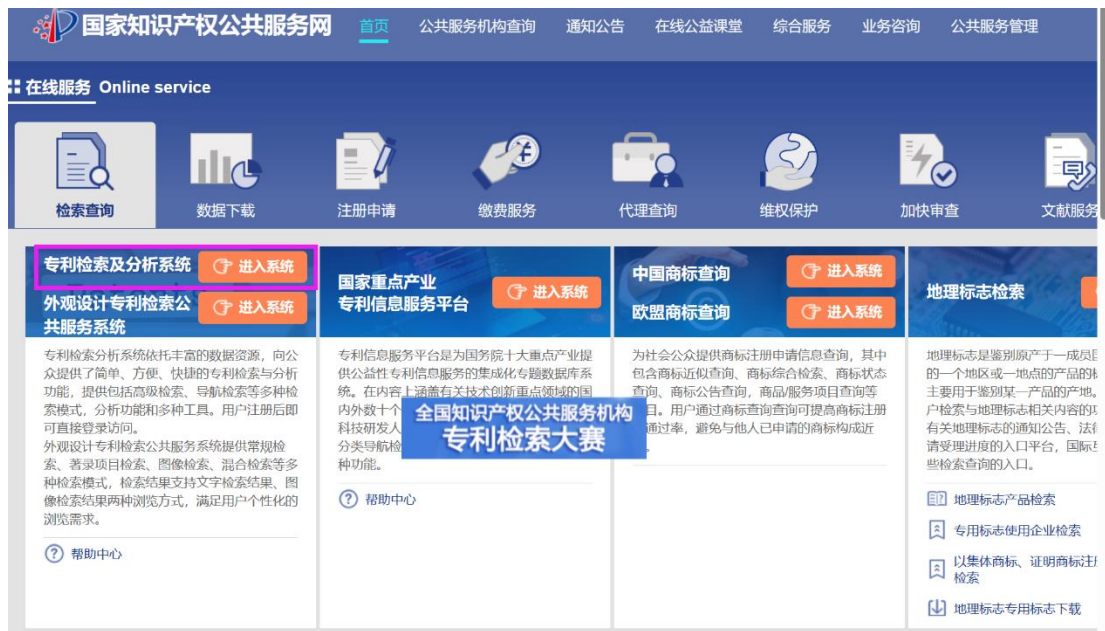 国家知识产权公共服务网
首页 公共服务机构查询 通知公告 在线公益课堂 综合服务 业务咨询 公共服务管理
在线服务 Online service
检索查询 数据下载 注册申请 缴费服务 代理查询 维权保护 加快审查 文献服务
专利检索及分析系统 进入系统
外观设计专利检索公
共服务系统
进入系统
专利检索分析系统依托丰富的数据资源，向公
众提供了简单、方便、快捷的专利检索与分析
功能，提供包括高级检索、导航检索等多种检
索模式，分析功能和多种工具。用户注册后即
可直接登录访问。
外观设计专利检索公共服务系统提供常规检
索、著录项目检索、图像检索、混合检索等多
种检索模式，检索结果支持文字检索结果、图
像检索结果两种浏览方式，满足用户个性化的
浏览需求。
帮助中心
国家重点产业
专利信息服务平台
进入系统
专利信息服务平台是为国务院十大重点产业提
供公益性专利信息服务的集成化专题数据库系
统。在内容上涵盖有关技术创新重点领域的国
内外数十个
科技研发人
分类导航检
种功能。
帮助中心
全国知识产权公共服务机构
专利检索大赛
中国商标查询 进入系统
欧盟商标查询 进入系统
为社会公众提供商标注册申请信息查询，其中
包含商标近似查询、商标综合检索、商标状态
查询、商标公告查询，商品/服务项目查询等
目。用户通过商标查询查询可提高商标注册
通过率，避免与他人已申请的商标构成近
地理标志检索
地理标志是鉴别原产于一成员
的一个地区或一地点的产品的
主要用于鉴别某一产品的产地。
户检索与地理标志相关内容的
有关地理标志的通知公告、法
请受理进度的入口平台，国际
些检索查询的入口。
地理标志产品检索
专用标志使用企业检索
以集体商标、证明商标注
检索
地理标志专用标志下载